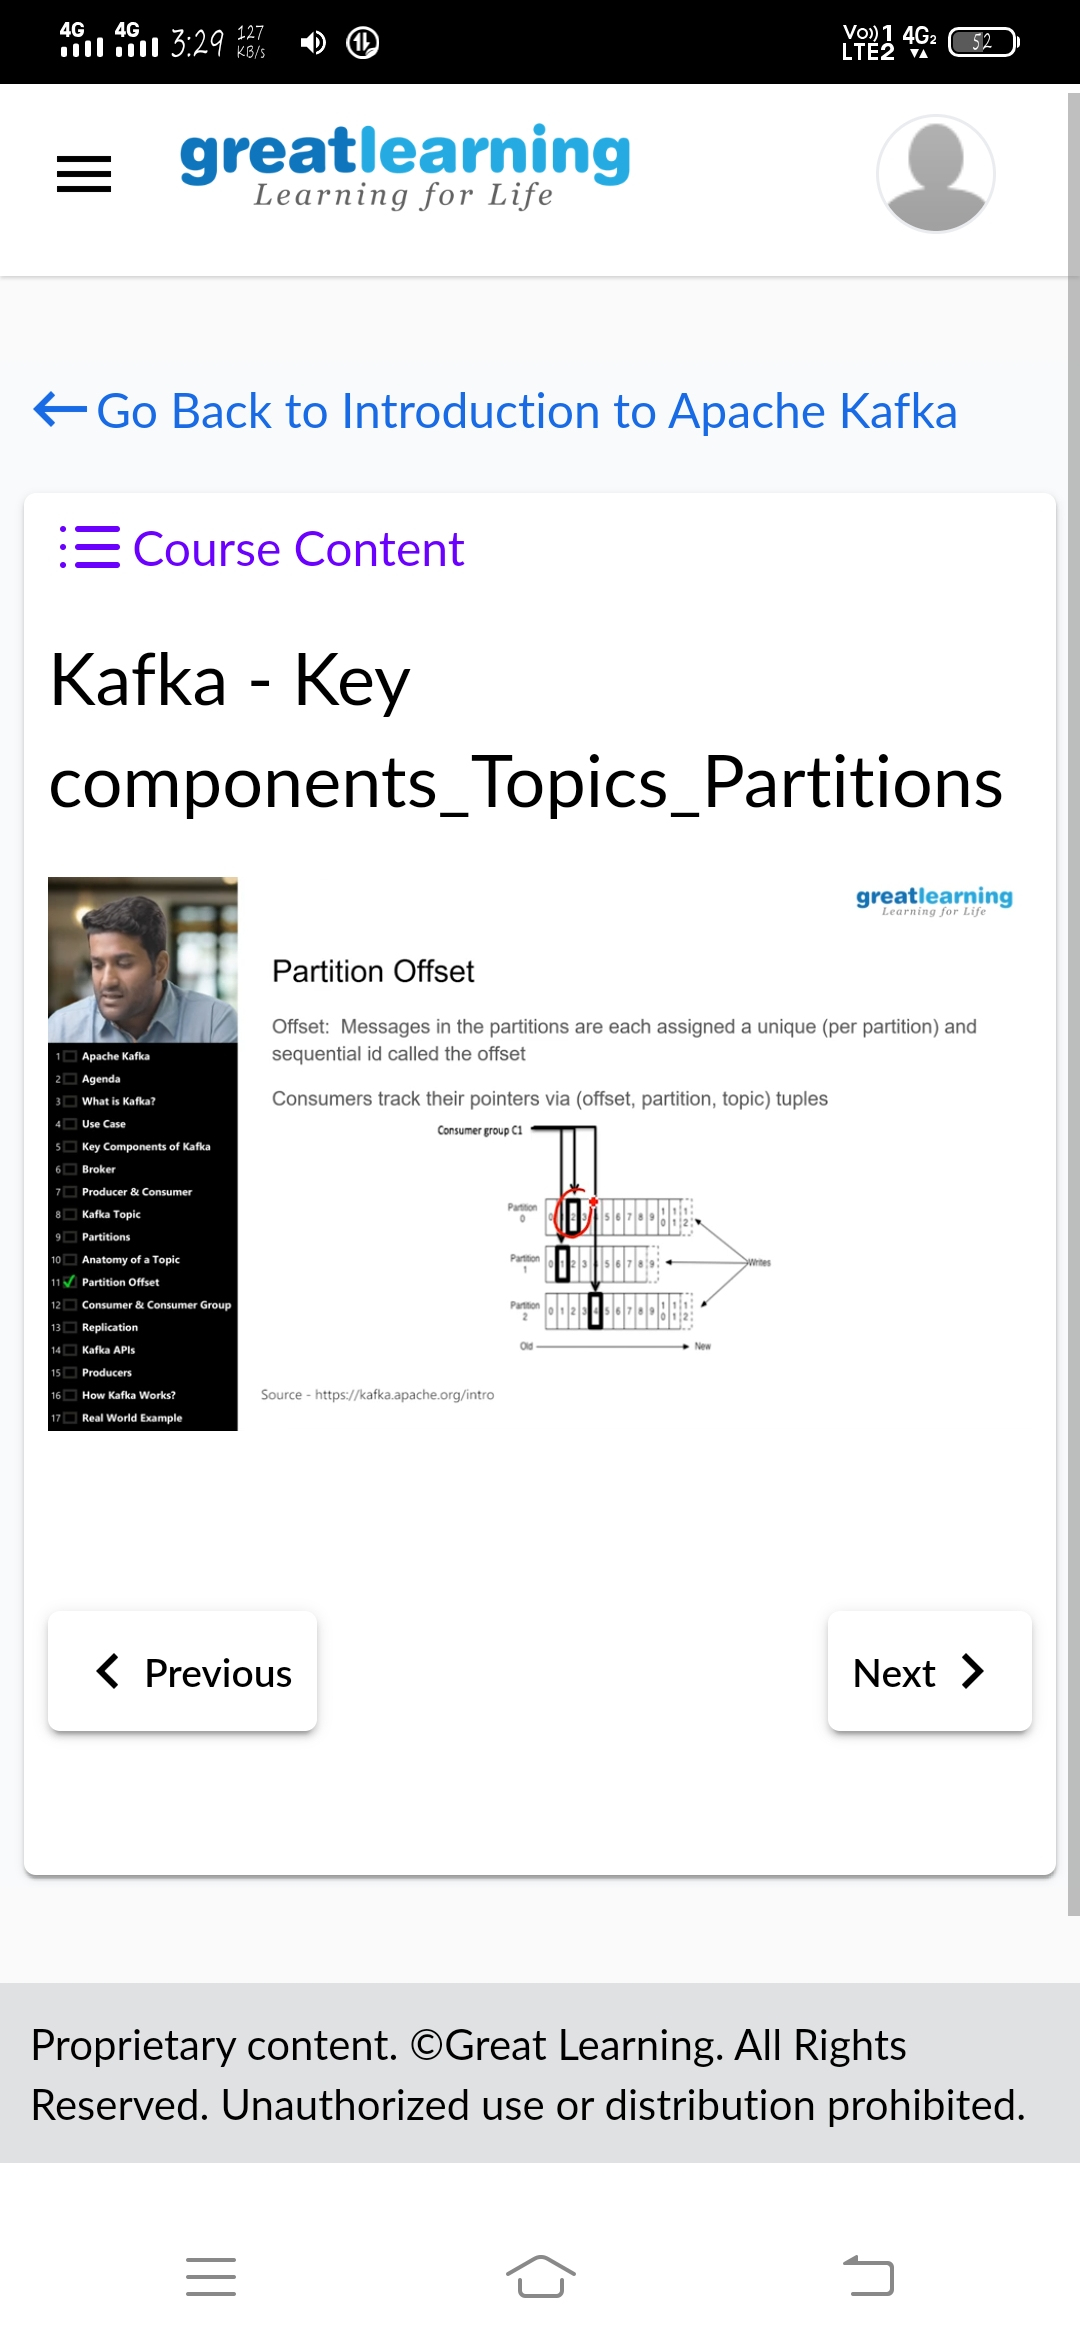 4G 4G 3:29 127 KB/s Vo)) 1 4G2 LTE2 52
greatlearning
Learning for Life
Go Back to Introduction to Apache Kafka
Course Content
Kafka - Key
components_Topics_Partitions
greatlearning
Learning for Life
Partition Offset
Offset: Messages in the partitions are each assigned a unique (per partition) and
sequential id called the offset
Consumers track their pointers via (offset, partition, topic) tuples
Consumer group C1
Partition 0
Partition 1
Partition 2
Writes
Old
New
Source - https://kafka.apache.org/intro
1 Apache Kafka
2 Agenda
3 What is Kafka?
4 Use Case
5 Key Components of Kafka
6 Broker
7 Producer & Consumer
8 Kafka Topic
9 Partitions
10 Anatomy of a Topic
11 Partition Offset
12 Consumer & Consumer Group
13 Replication
14 Kafka APIs
15 Producers
16 How Kafka Works?
17 Real World Example
Previous
Next
Proprietary content. ©Great Learning. All Rights
Reserved. Unauthorized use or distribution prohibited.